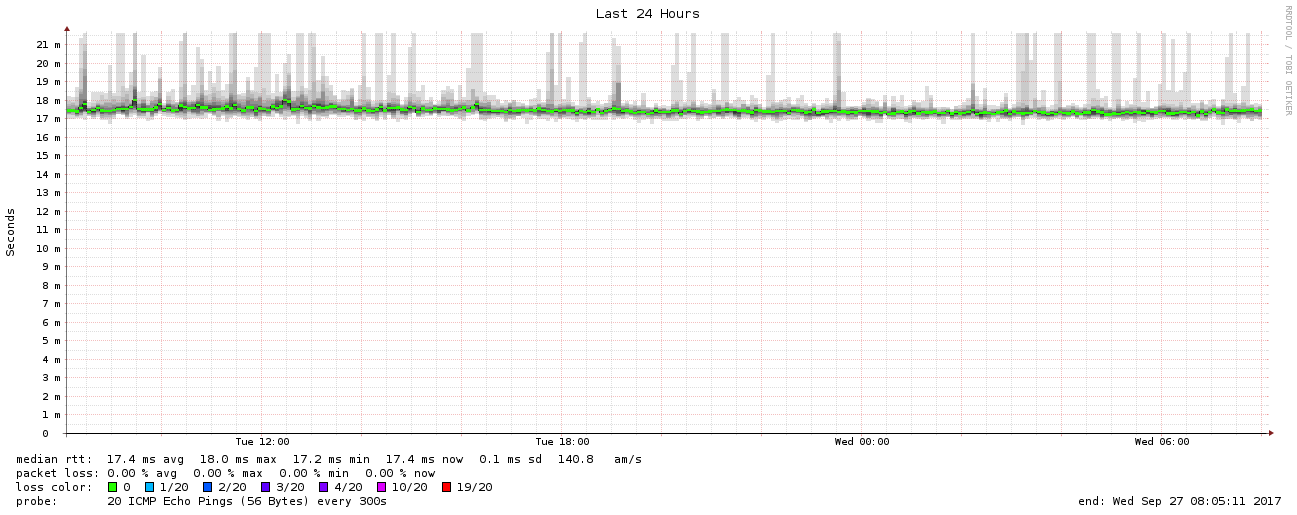 Last 24 Hours
RRDTOOL / TOBI OETIKER
Seconds
21 m
20 m
19 m
18 m
17 m
16 m
15 m
14 m
13 m
12 m
11 m
10 m
9 m
8 m
7 m
6 m
5 m
4 m
3 m
2 m
1 m
0
Tue 12:00 Tue 18:00 Wed 00:00 Wed 06:00
median rtt: 17.4 ms avg 18.0 ms max 17.2 ms min 17.4 ms now 0.1 ms sd 140.8 am/s
packet loss: 0.00 % avg 0.00 % max 0.00 % min 0.00 % now
loss color: 0 1/20 2/20 3/20 4/20 10/20 19/20
probe: 20 ICMP Echo Pings (56 Bytes) every 300s end: Wed Sep 27 08:05:11 2017